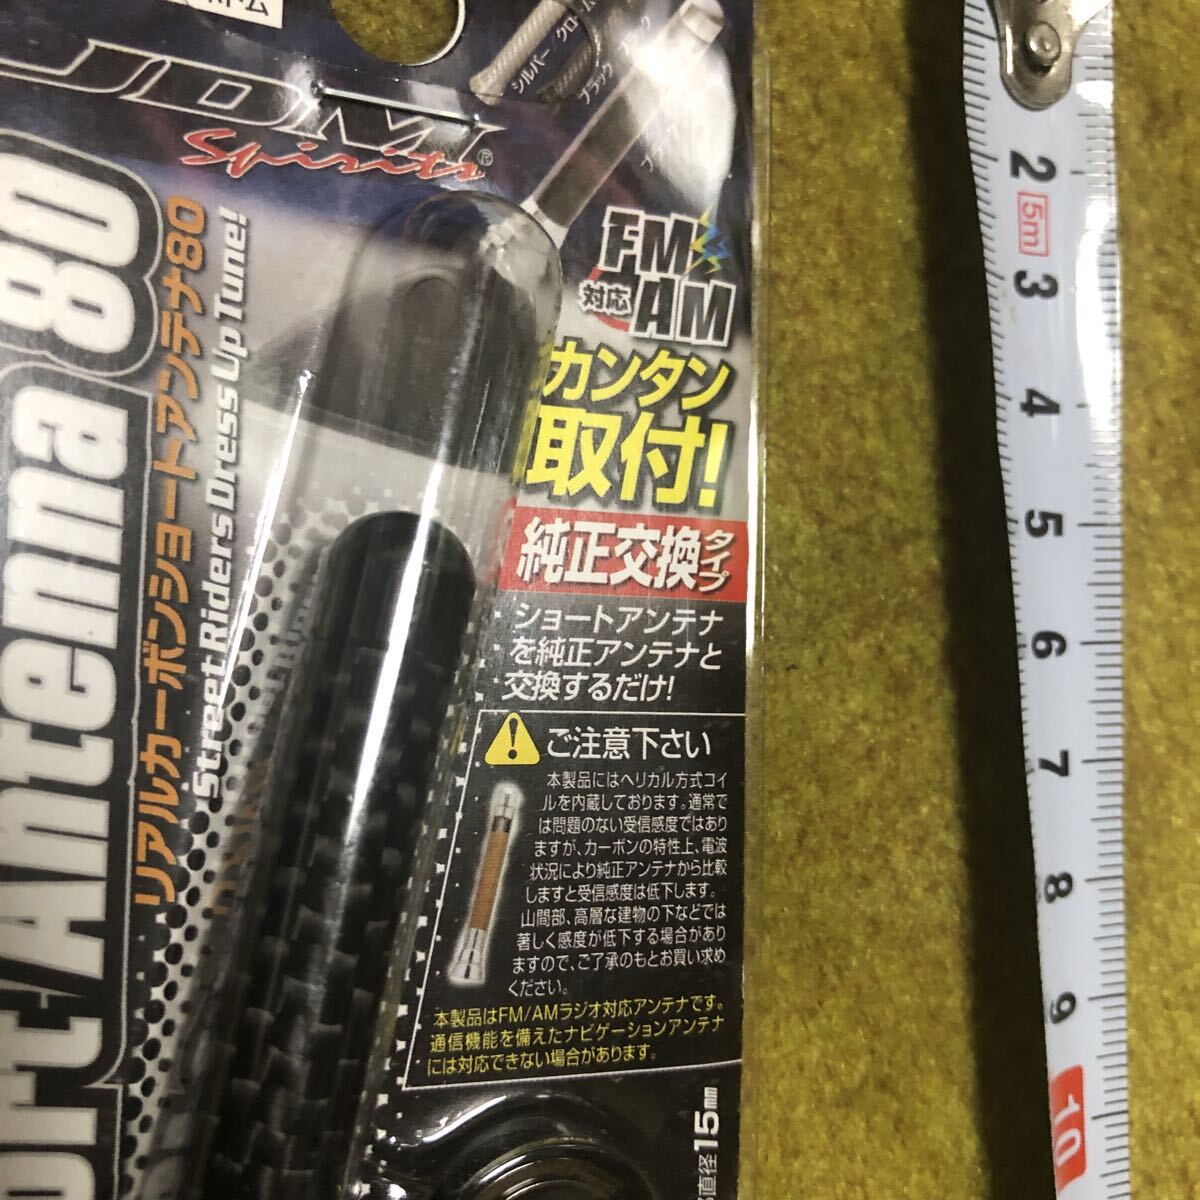 JDM
Spirits®
シルバー／クローム
ブラック
FM
AM
対応
カンタン
取付!
純正交換タイプ
ショートアンテナ
を純正アンテナと
交換するだけ!
ご注意下さい
本製品にはヘリカル方式コイ
ルを内蔵しております。通常で
は問題のない受信感度ではあり
ますが、カーボンの特性上、電波
状況により純正アンテナから比較
しますと受信感度は低下します。
山間部、高層な建物の下などでは
著しく感度が低下する場合があり
ますので、ご了承のもとお買い求め
ください。
本製品はFM/AMラジオ対応アンテナです。
通信機能を備えたナビゲーションアンテナ
には対応できない場合があります。
直径15mm
Antenna 80
リアルカーボンショートアンテナ80
Street Riders Dress Up Tune!
2
5m
3
4
5
6
7
8
9
10